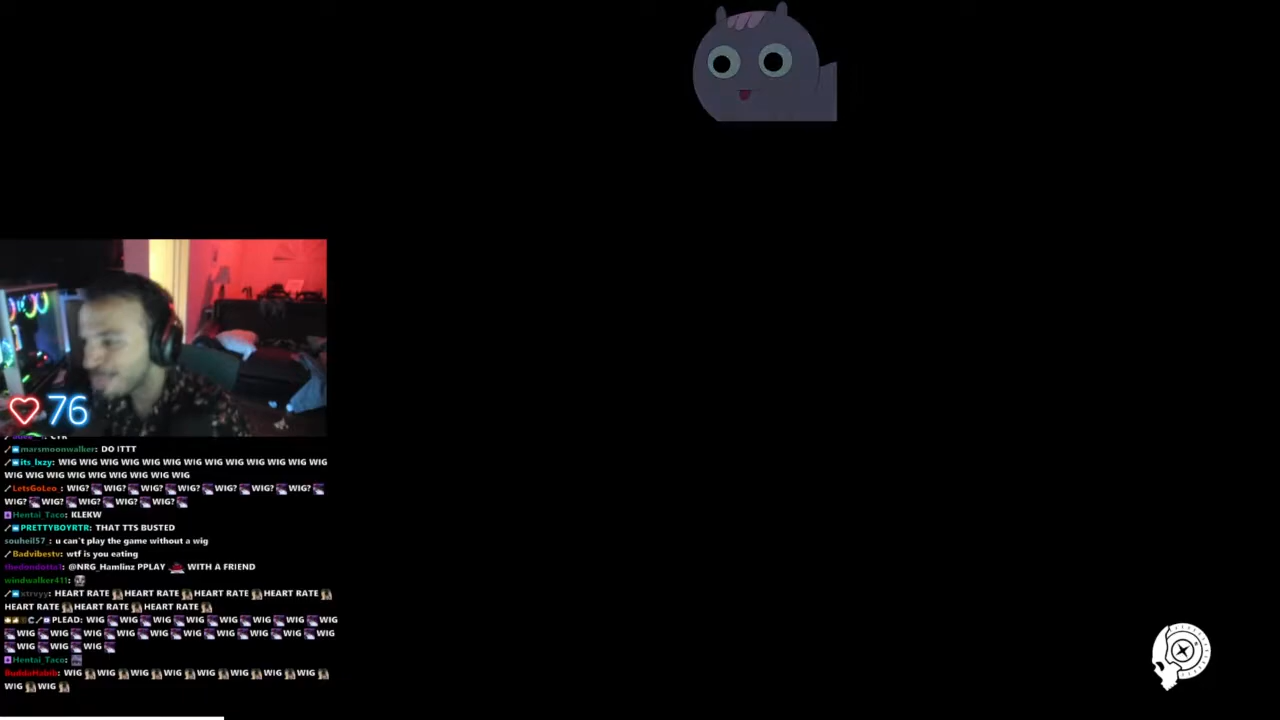 76
marsmoonwalker: DO ITTT
its_lxzy: WIG WIG WIG WIG WIG WIG WIG WIG WIG WIG WIG WIG WIG
WIG WIG WIG WIG WIG WIG WIG WIG WIG
LetsGoLeo : WIG? WIG? WIG? WIG? WIG? WIG? WIG?
WIG? WIG? WIG? WIG? WIG?
Hentai_Taco: KLEKW
PRETTYBOYRTR: THAT TTS BUSTED
souheil57 : u can't play the game without a wig
Badvibestv: wtf is you eating
@NRG_Hamlinz PPLAY WITH A FRIEND
windwalker411:
xtrvyy: HEART RATE HEART RATE HEART RATE HEART RATE
HEART RATE HEART RATE HEART RATE
PLEAD: WIG WIG WIG WIG WIG WIG WIG WIG
WIG WIG WIG WIG WIG WIG WIG WIG WIG WIG
WIG WIG WIG WIG
Hentai_Taco:
BuddaHabib: WIG WIG WIG WIG WIG WIG WIG WIG
WIG WIG